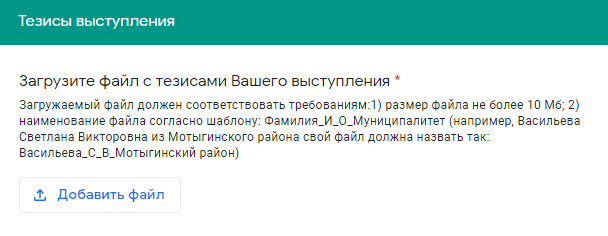 Тезисы выступления
Загрузите файл с тезисами Вашего выступления *
Загружаемый файл должен соответствовать требованиям:1) размер файла не более 10 Мб; 2)
наименование файла согласно шаблону: Фамилия_И_О_Муниципалитет (например, Васильева
Светлана Викторовна из Мотыгинского района свой файл должна назвать так:
Васильева_С_В_Мотыгинский район)
Добавить файл